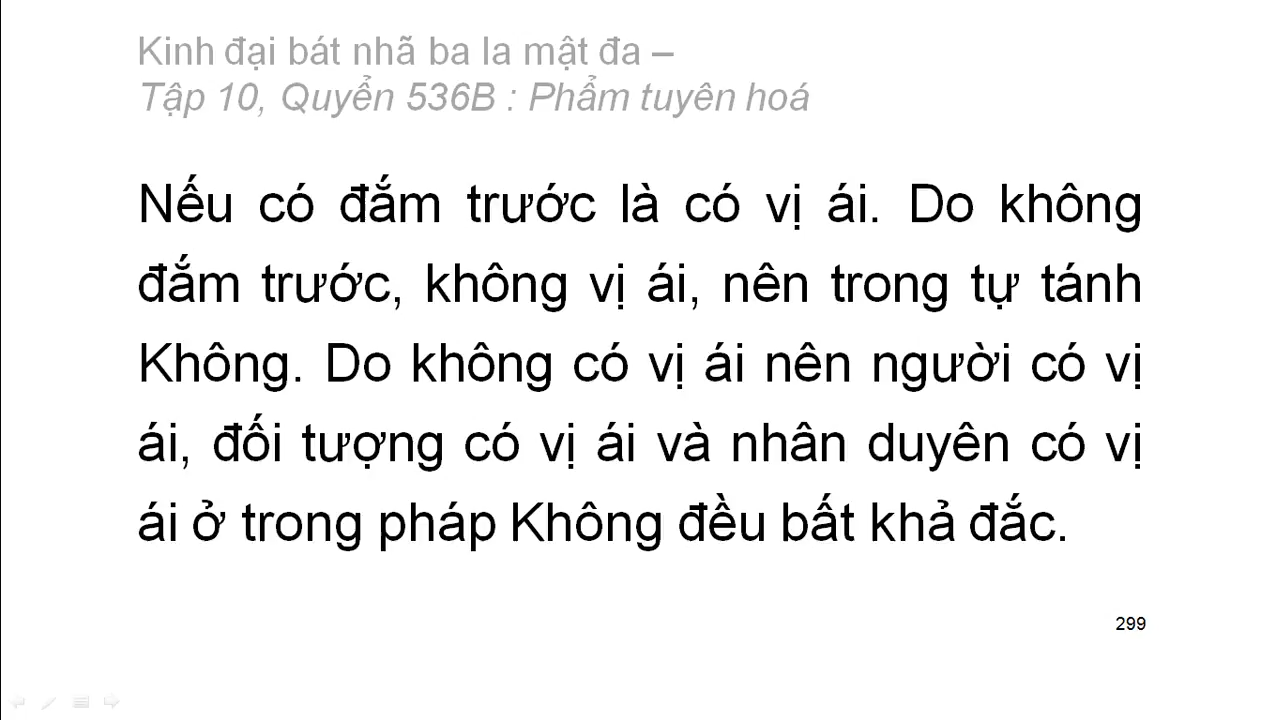 Kinh đại bát nhã ba la mật đa –
Tập 10, Quyển 536B : Phẩm tuyên hoá
Nếu có đắm trước là có vị ái. Do không
đắm trước, không vị ái, nên trong tự tánh
Không. Do không có vị ái nên người có vị
ái, đối tượng có vị ái và nhân duyên có vị
ái ở trong pháp Không đều bất khả đắc.
299